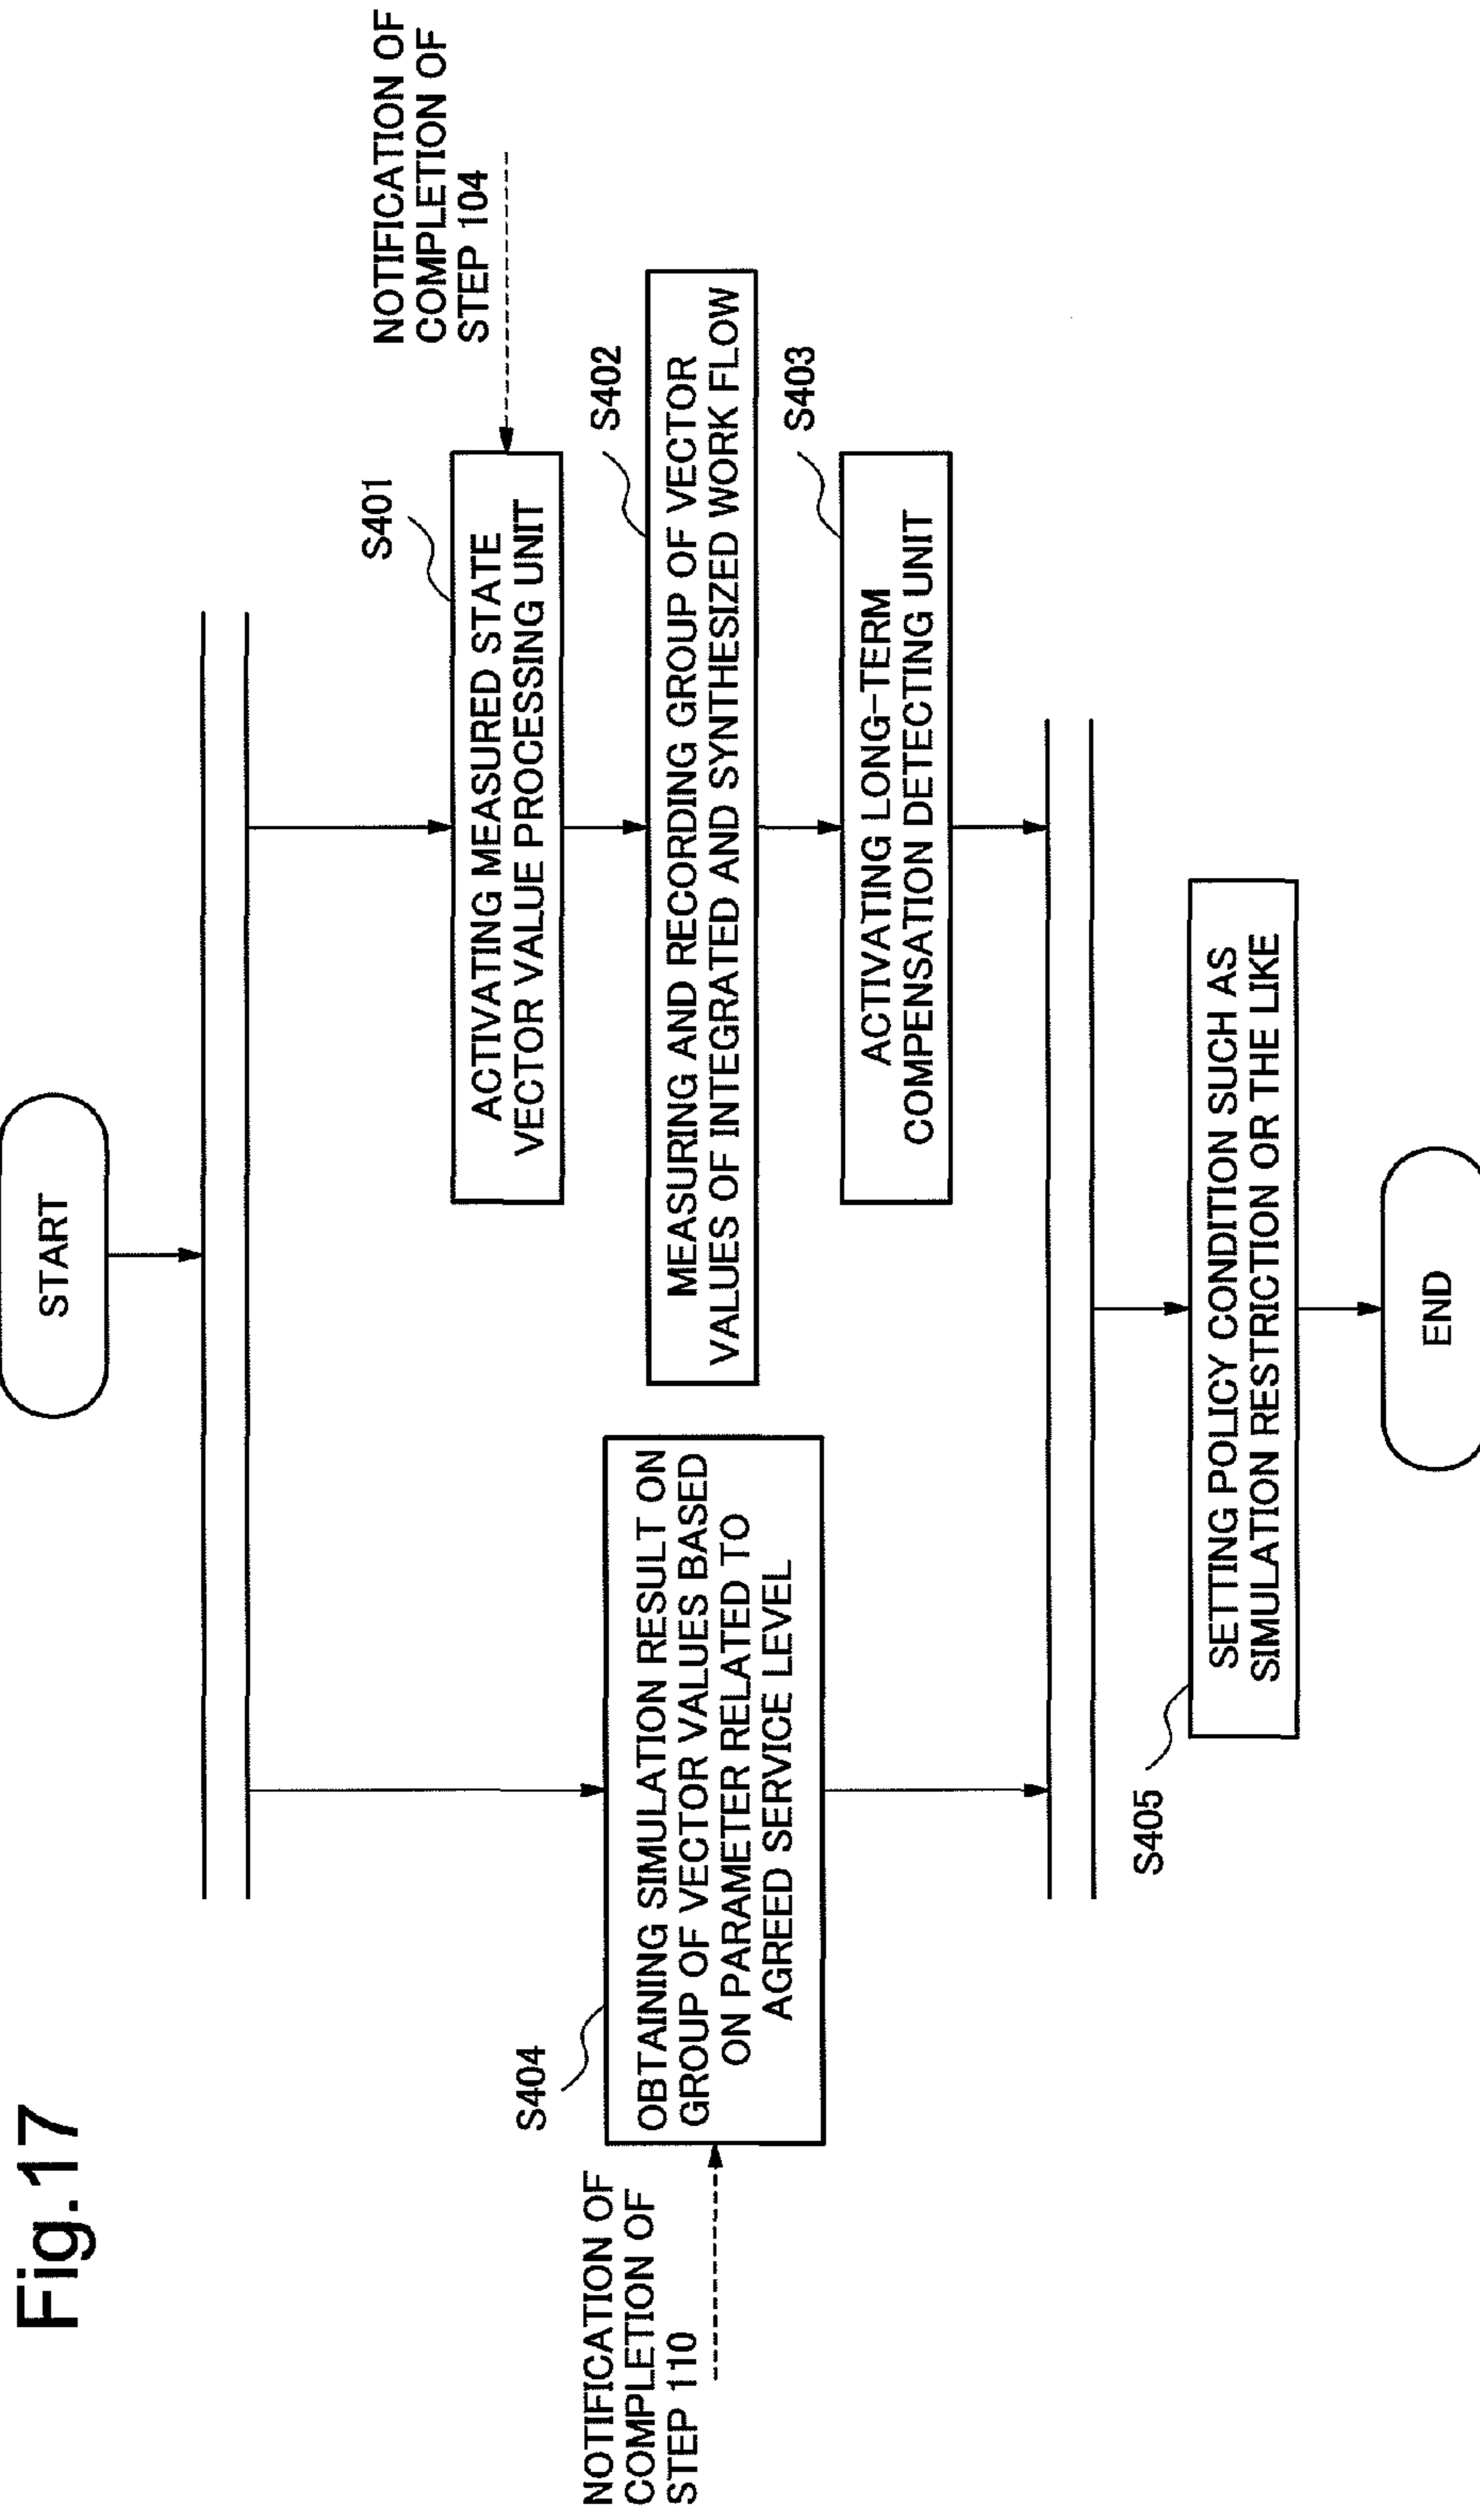 Fig.17
START
NOTIFICATION OF
COMPLETION OF
STEP 104
S401
ACTIVATING MEASURED STATE
VECTOR VALUE PROCESSING UNIT
S402
MEASURING AND RECORDING GROUP OF VECTOR
VALUES OF INTEGRATED AND SYNTHESIZED WORK FLOW
S403
ACTIVATING LONG-TERM
COMPENSATION DETECTING UNIT
NOTIFICATION OF
COMPLETION OF
STEP 110
S404
OBTAINING SIMULATION RESULT ON
GROUP OF VECTOR VALUES BASED
ON PARAMETER RELATED TO
AGREED SERVICE LEVEL
S405
SETTING POLICY CONDITION SUCH AS
SIMULATION RESTRICTION OR THE LIKE
END